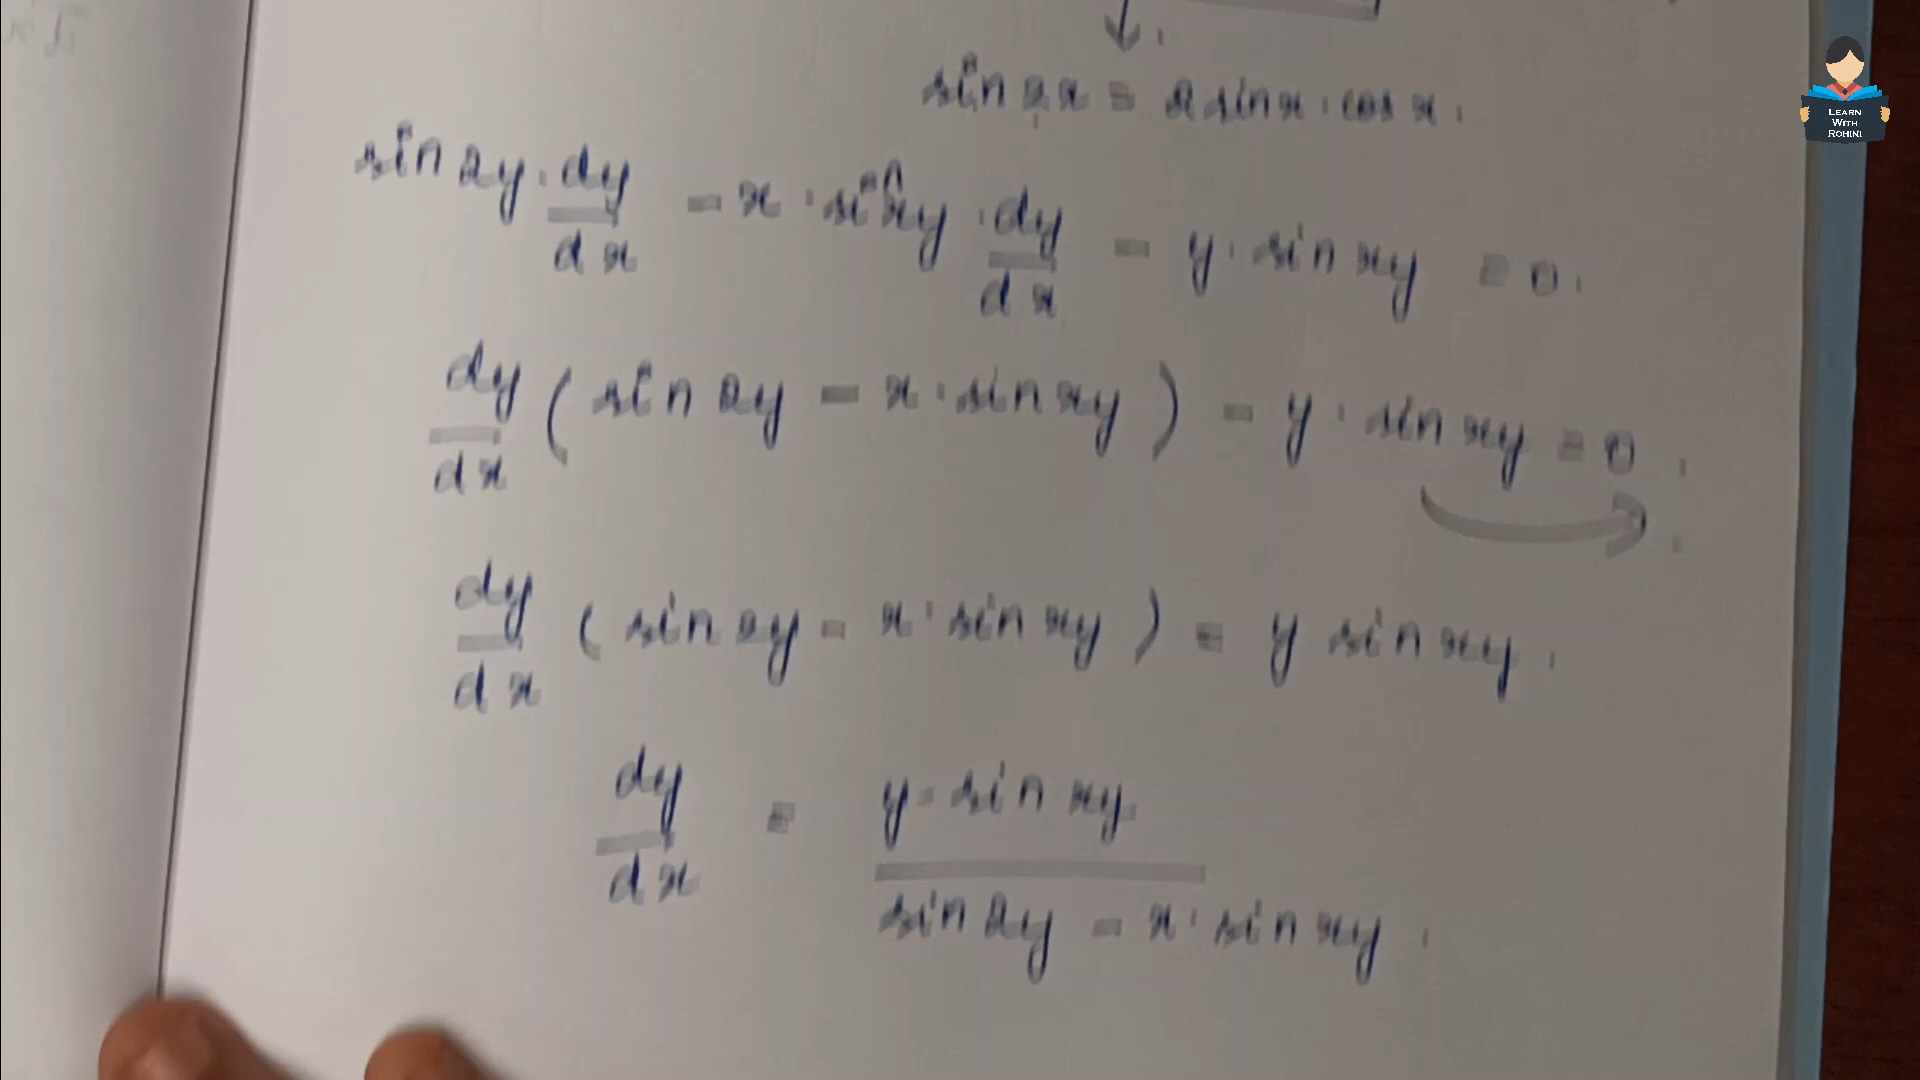 sin 2x = 2 sin x . cos x .
sin 2y . dy/dx - x . sin xy . dy/dx - y . sin xy = 0 .
dy/dx ( sin 2y - x . sin xy ) - y . sin xy = 0 .
dy/dx ( sin 2y - x . sin xy ) = y sin xy .
dy/dx = y . sin xy / sin 2y - x . sin xy .
LEARN
WITH
ROHINI